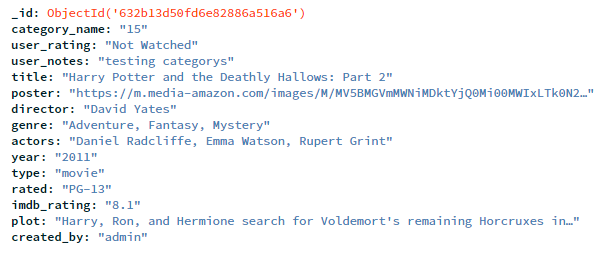 _id: ObjectId('632b13d50fd6e82886a516a6')
category_name: "15"
user_rating: "Not Watched"
user_notes: "testing categorys"
title: "Harry Potter and the Deathly Hallows: Part 2"
poster: "https://m.media-amazon.com/images/M/MV5BMGVmMWNiMDktYjQ0Mi00MWIxLTk0N2…"
director: "David Yates"
genre: "Adventure, Fantasy, Mystery"
actors: "Daniel Radcliffe, Emma Watson, Rupert Grint"
year: "2011"
type: "movie"
rated: "PG-13"
imdb_rating: "8.1"
plot: "Harry, Ron, and Hermione search for Voldemort's remaining Horcruxes in…"
created_by: "admin"